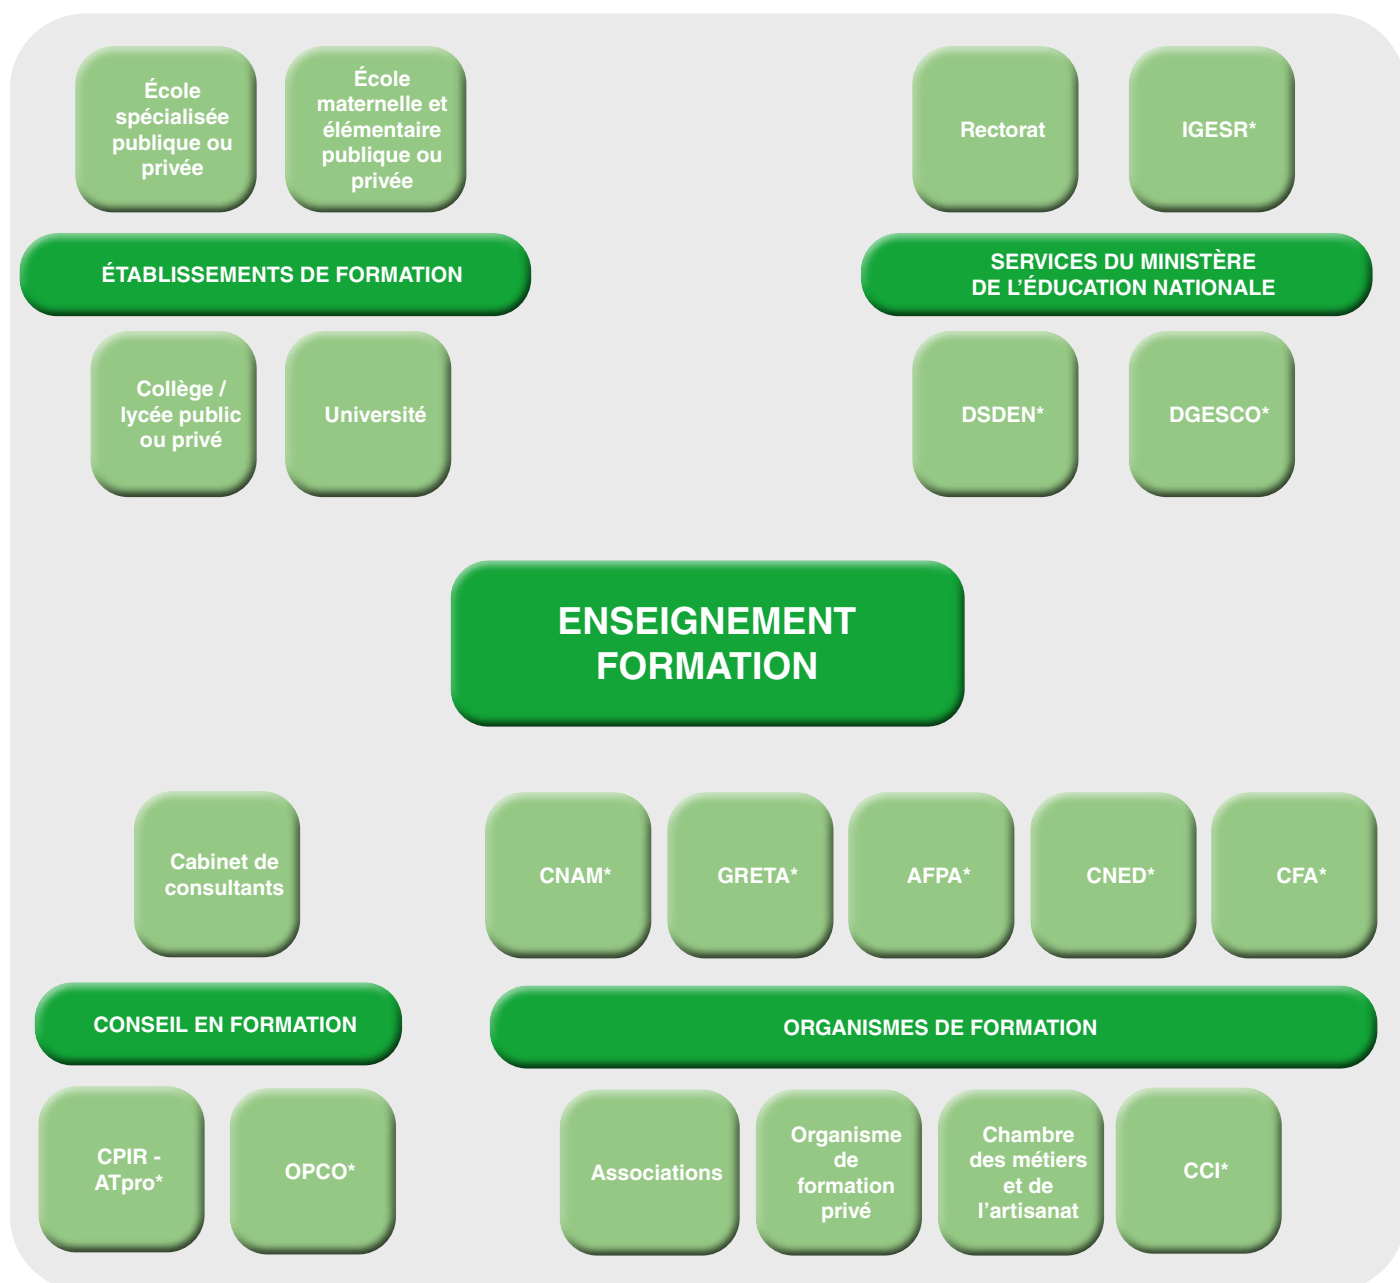 École
spécialisée
publique ou
privée
École
maternelle et
élémentaire
publique ou
privée
ÉTABLISSEMENTS DE FORMATION
Collège /
lycée public
ou privé
Université
Rectorat
IGESR*
SERVICES DU MINISTÈRE
DE L’ÉDUCATION NATIONALE
DSDEN*
DGESCO*
ENSEIGNEMENT
FORMATION
Cabinet de
consultants
CONSEIL EN FORMATION
CPIR -
ATpro*
OPCO*
CNAM*
GRETA*
AFPA*
CNED*
CFA*
ORGANISMES DE FORMATION
Associations
Organisme
de
formation
privé
Chambre
des métiers
et de
l’artisanat
CCI*